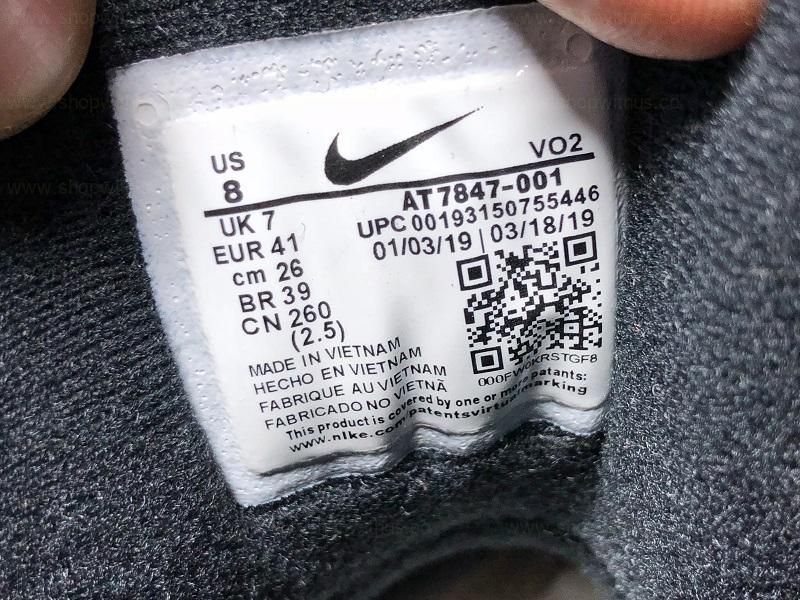 US
8
VO2
AT7847-001
UPC 00193150755446
01/03/19 | 03/18/19
UK 7
EUR 41
cm 26
BR 39
CN 260
(2.5)
MADE IN VIETNAM
HECHO EN VIETNAM
FABRIQUE AU VIETNAM
FABRICADO NO VIETNÃ
This product is covered by one or more patents:
www.nike.com/patentsvirtualmarking